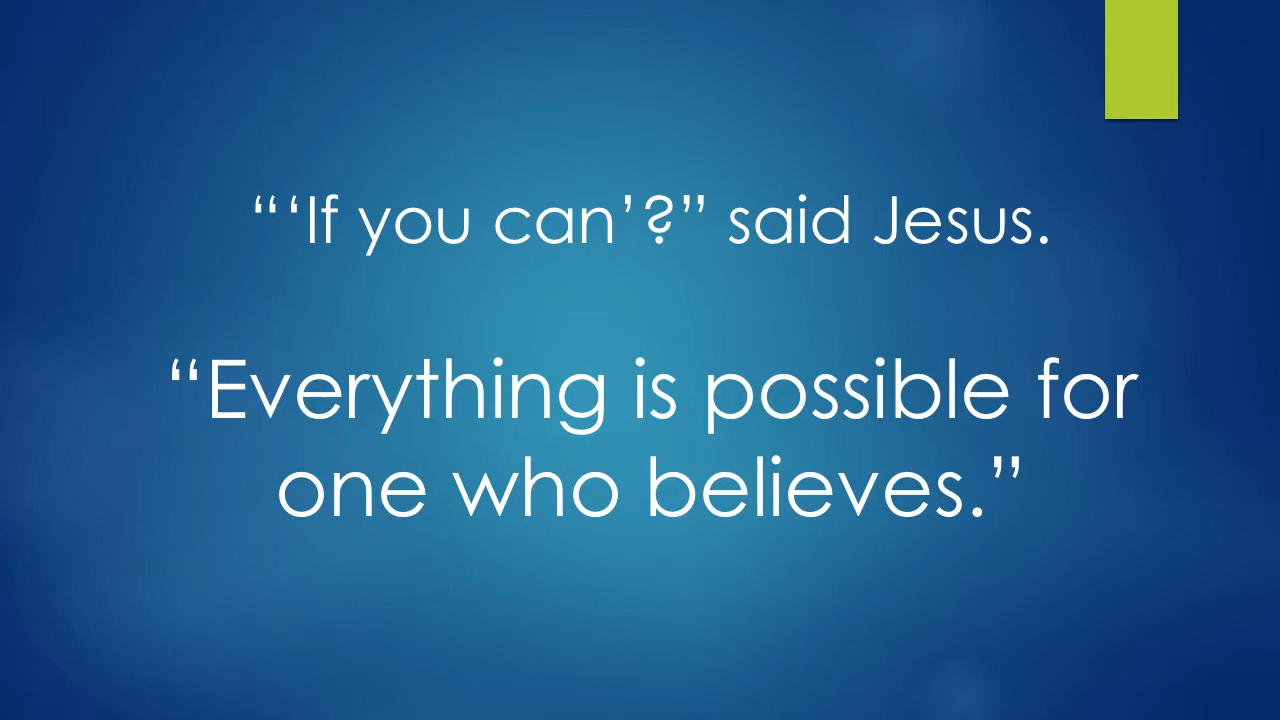 “‘If you can’?” said Jesus.
“Everything is possible for
one who believes.”